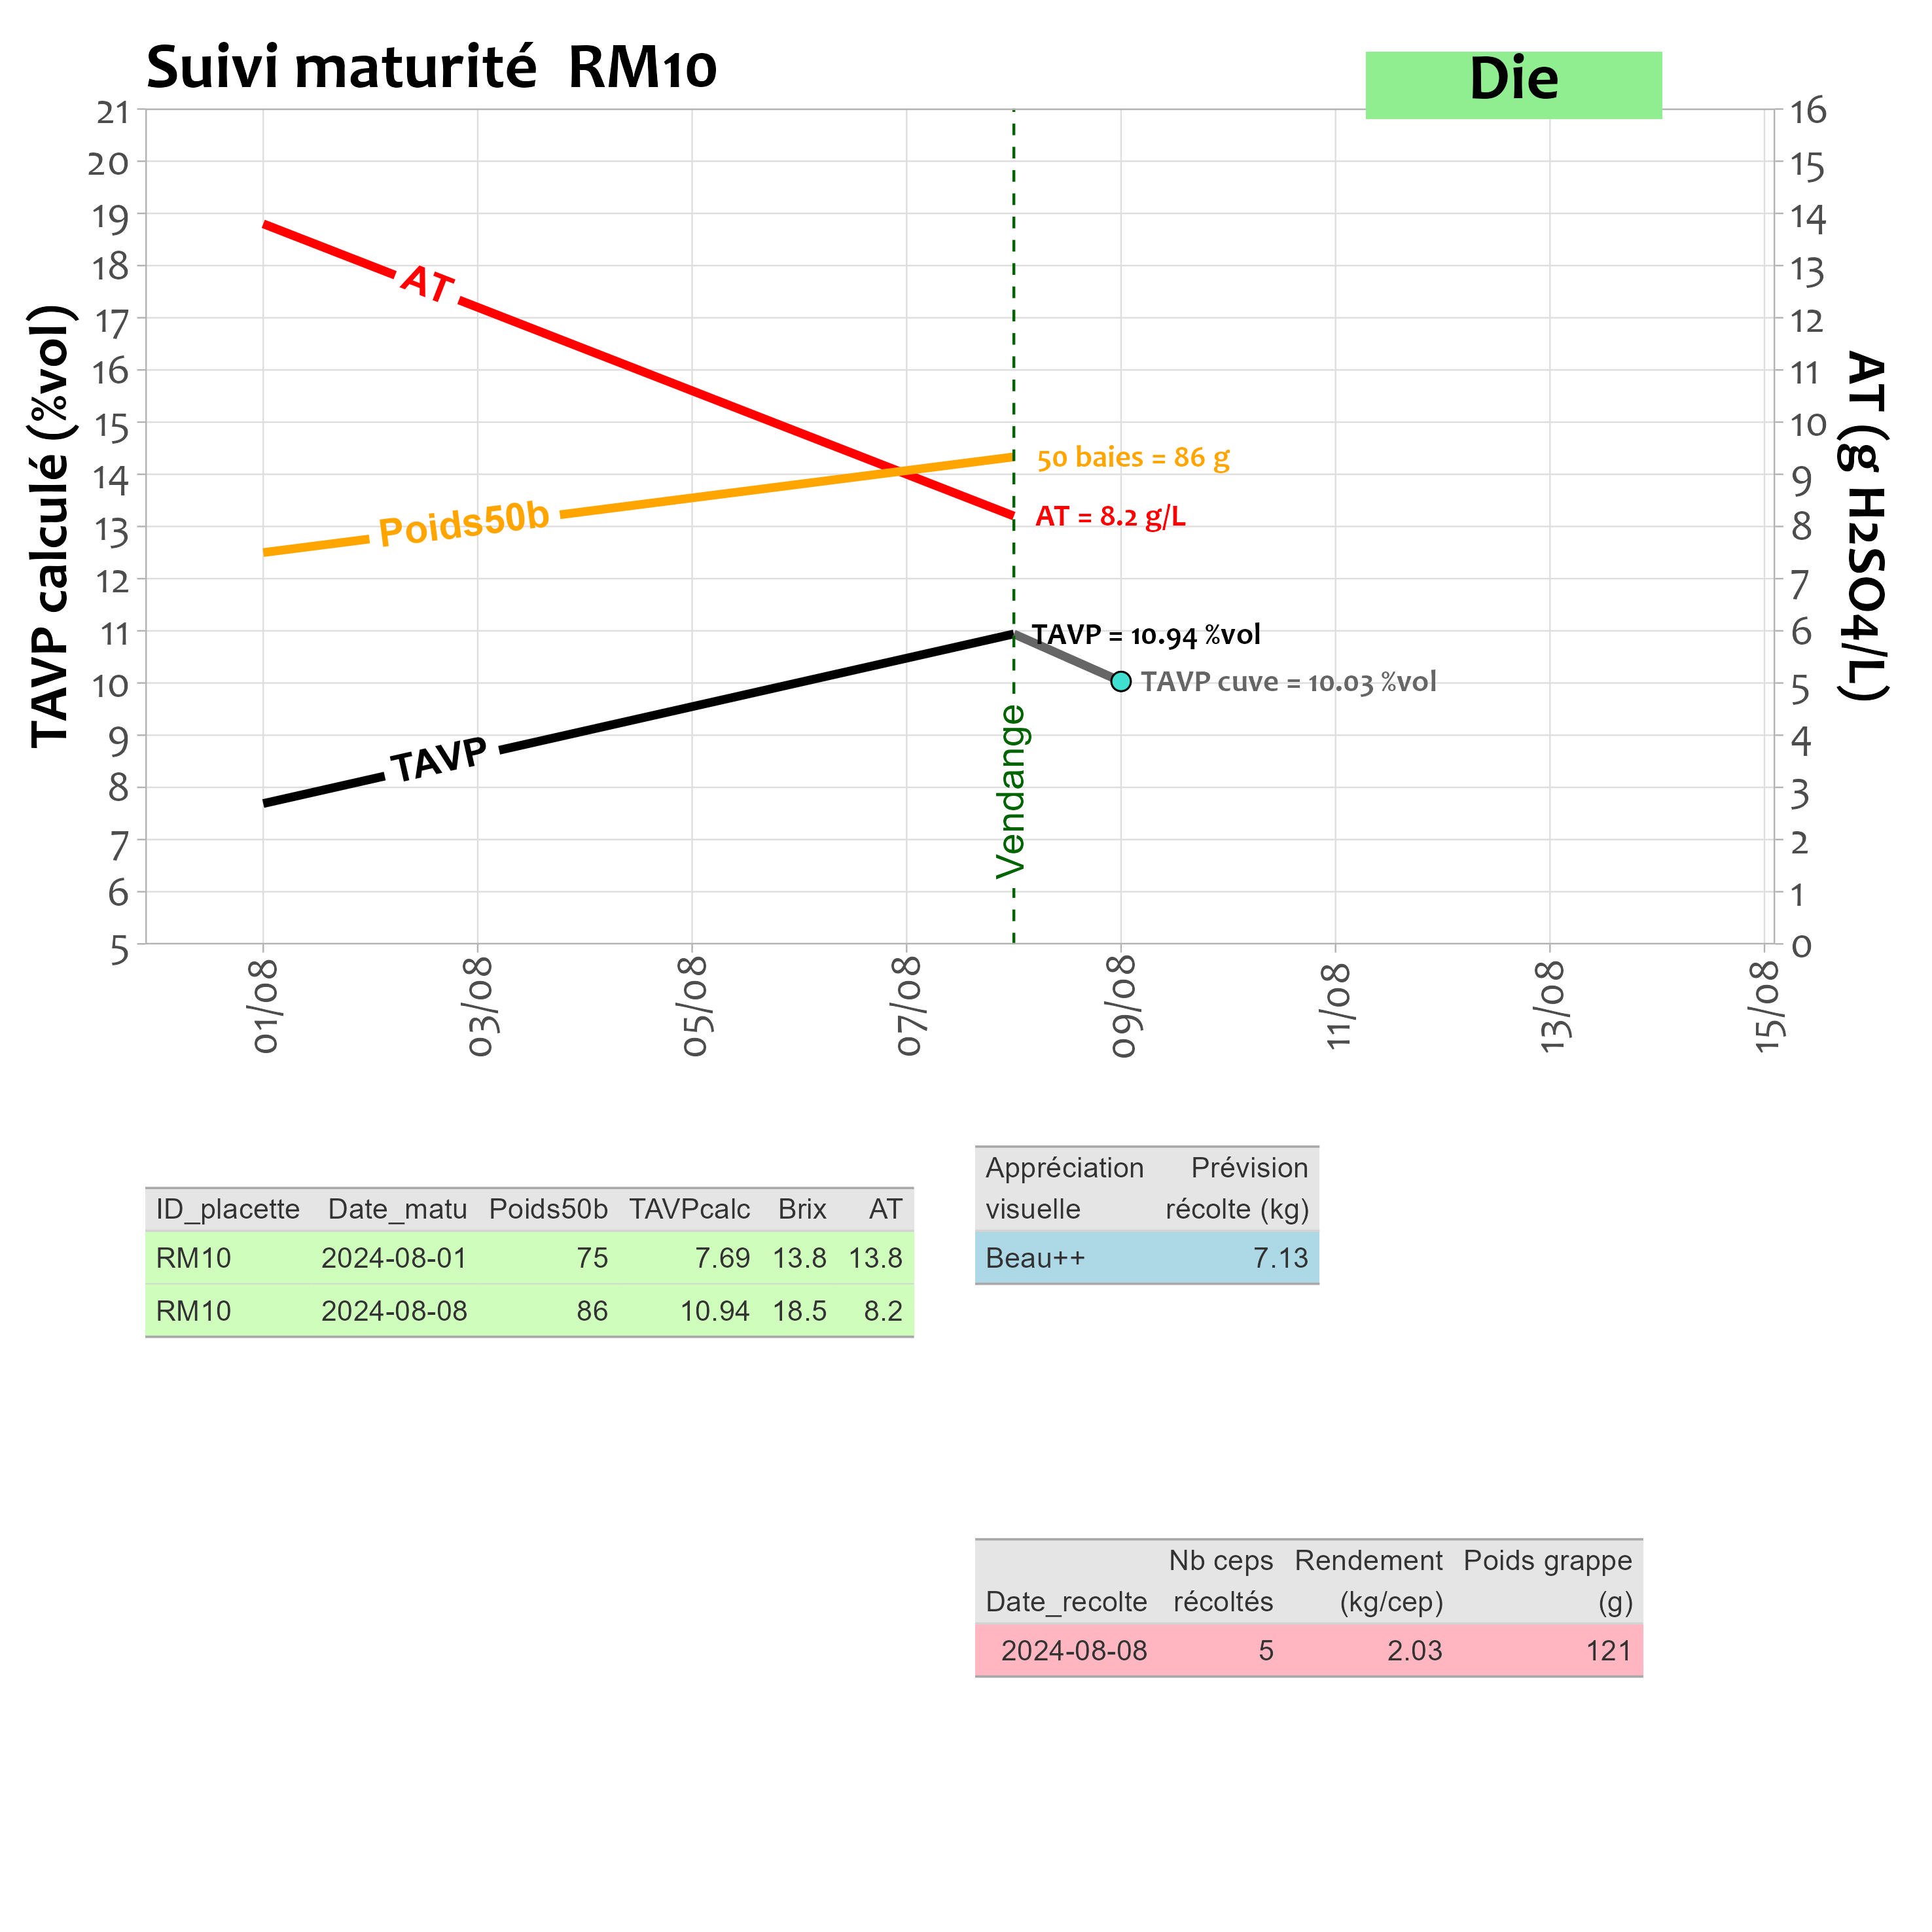 Suivi maturité  RM10
Die
TAVP calculé (%vol)
21
20
19
18
17
16
15
14
13
12
11
10
9
8
7
6
5
AT
Poids50b
TAVP
50 baies = 86 g
AT = 8.2 g/L
TAVP = 10.94 %vol
TAVP cuve = 10.03 %vol
Vendange
16
15
14
13
12
11
10
9
8
7
6
5
4
3
2
1
0
AT (g H2SO4/L)
01/08 03/08 05/08 07/08 09/08 11/08 13/08 15/08
ID_placette Date_matu Poids50b TAVPcalc Brix AT
RM10 2024-08-01 75 7.69 13.8 13.8
RM10 2024-08-08 86 10.94 18.5 8.2
Appréciation Prévision
visuelle récolte (kg)
Beau++ 7.13
Nb ceps Rendement Poids grappe
Date_recolte récoltés (kg/cep) (g)
2024-08-08 5 2.03 121